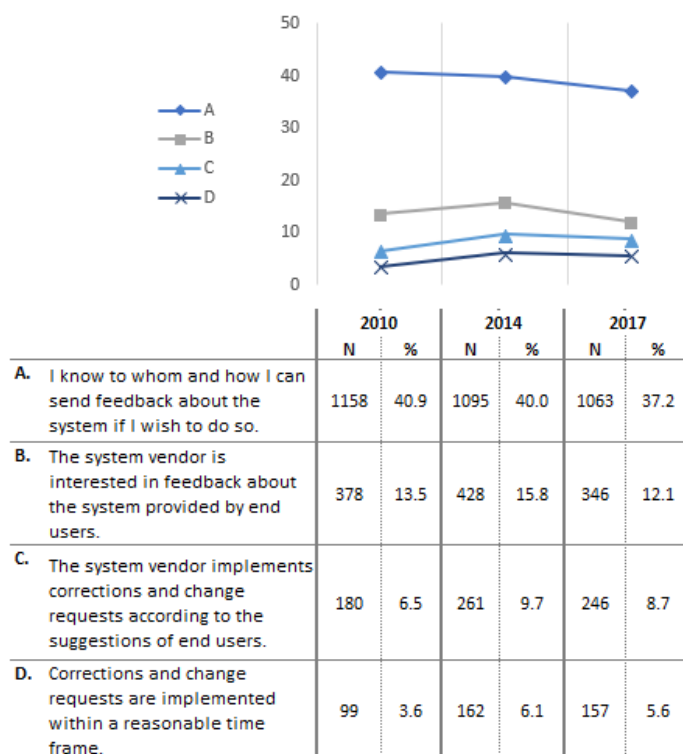 50
40
30
20
10
0
A
B
C
D
2010 2014 2017
N % N % N %
A. I know to whom and how I can
send feedback about the
system if I wish to do so.
1158 40.9 1095 40.0 1063 37.2
B. The system vendor is
interested in feedback about
the system provided by end
users.
378 13.5 428 15.8 346 12.1
C. The system vendor implements
corrections and change
requests according to the
suggestions of end users.
180 6.5 261 9.7 246 8.7
D. Corrections and change
requests are implemented
within a reasonable time
frame.
99 3.6 162 6.1 157 5.6